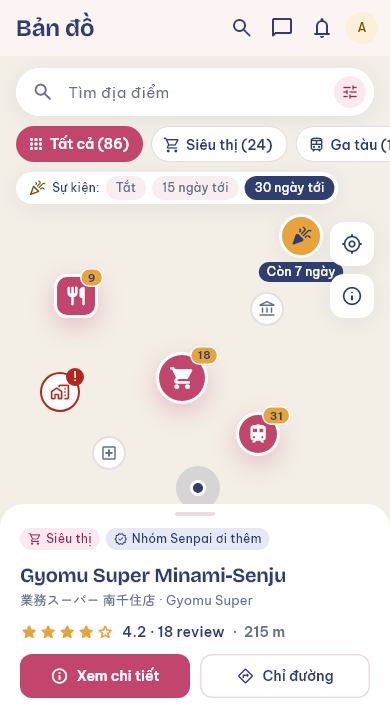 Bản đồ
A
Tìm địa điểm
Tất cả (86)
Siêu thị (24)
Ga tàu (1
Sự kiện:
Tắt
15 ngày tới
30 ngày tới
Còn 7 ngày
9
18
!
31
Siêu thị
Nhóm Senpai ơi thêm
Gyomu Super Minami-Senju
業務スーパー 南千住店 · Gyomu Super
4.2 · 18 review · 215 m
Xem chi tiết
Chỉ đường